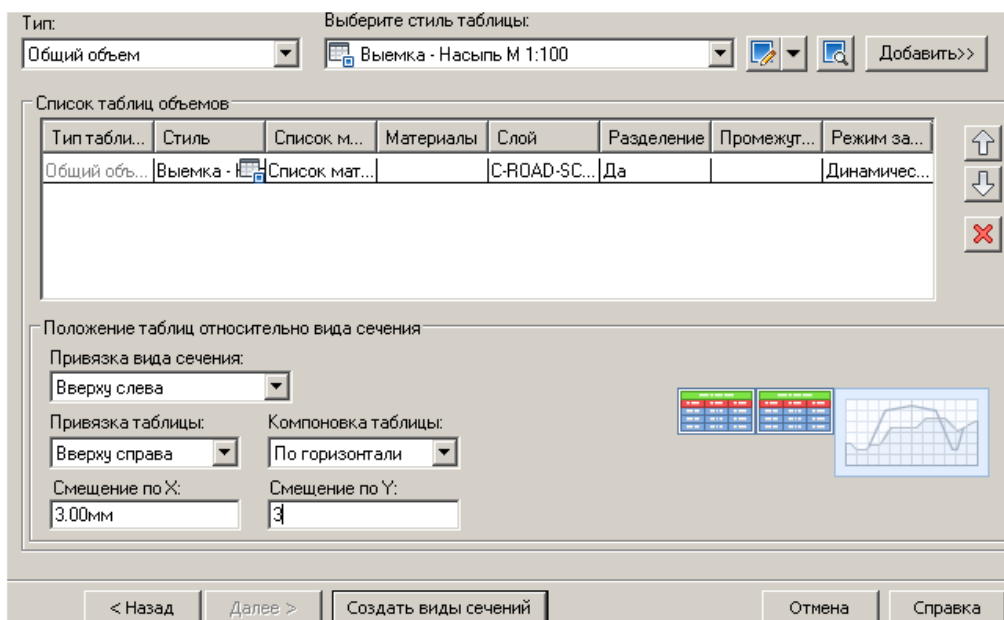 Тип:
Выберите стиль таблицы:
Общий объем
Выемка - Насыпь М 1:100
Добавить>>
Список таблиц объемов
Тип табли... Стиль Список м... Материалы Слой Разделение Промежут... Режим за...
Общий объ... Выемка - Список мат... C-ROAD-SC... Да Динамичес...
Положение таблиц относительно вида сечения
Привязка вида сечения:
Вверху слева
Привязка таблицы:
Компоновка таблицы:
Вверху справа
По горизонтали
Смещение по X:
Смещение по Y:
3.00мм
3
< Назад
Далее >
Создать виды сечений
Отмена
Справка